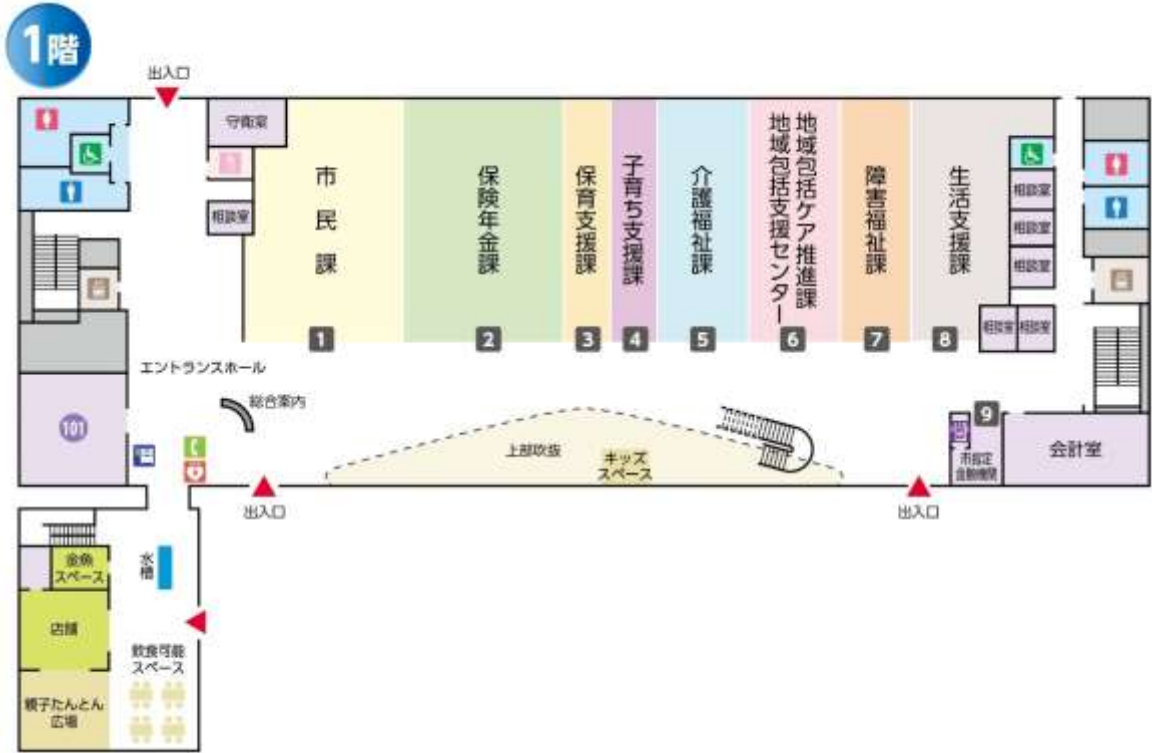 1階
出入口
守衛室
相談室
市民課
保険年金課
保育支援課
子育ち支援課
介護福祉課
地域包括ケア推進課
地域包括支援センター
障害福祉課
生活支援課
相談室
相談室
相談室
相談室
相談室
1
2
3
4
5
6
7
8
エントランスホール
総合案内
101
上部吹抜
キッズ
スペース
9
市指定
金融機関
会計室
出入口
出入口
金魚
スペース
水槽
店舗
飲食可能
スペース
親子たんとん
広場